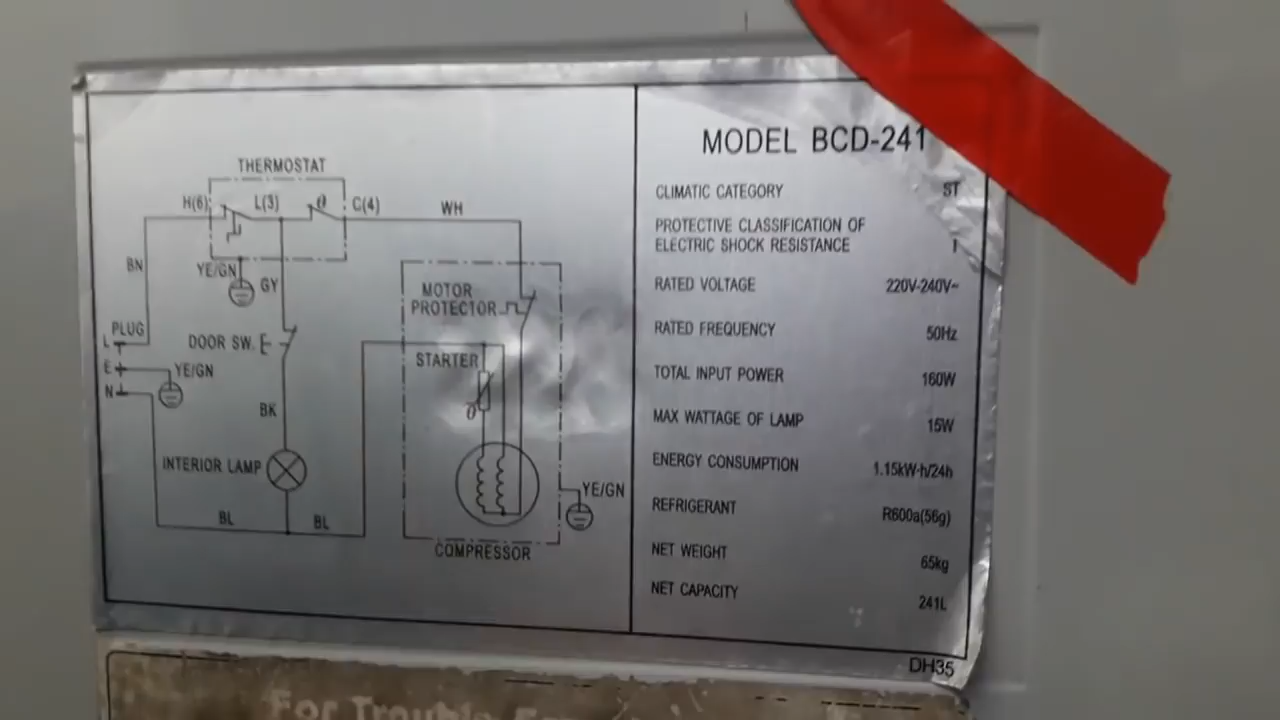 THERMOSTAT
H(6) L(3) θ C(4) WH
BN
YE/GN
GY
PLUG
L
E YE/GN
N
DOOR SW.
BK
INTERIOR LAMP
BL BL
MOTOR
PROTECTOR
STARTER
θ
YE/GN
COMPRESSOR
MODEL BCD-241
CLIMATIC CATEGORY ST
PROTECTIVE CLASSIFICATION OF
ELECTRIC SHOCK RESISTANCE I
RATED VOLTAGE 220V-240V~
RATED FREQUENCY 50Hz
TOTAL INPUT POWER 160W
MAX WATTAGE OF LAMP 15W
ENERGY CONSUMPTION 1.15kW·h/24h
REFRIGERANT R600a(56g)
NET WEIGHT 65kg
NET CAPACITY 241L
DH35
For Trouble Free